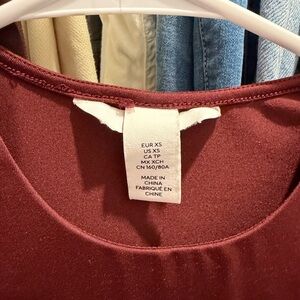 EUR XS
US XS
CA TP
MX XCH
CN 160/80A
MADE IN
CHINA
FABRIQUÉ EN
CHINE